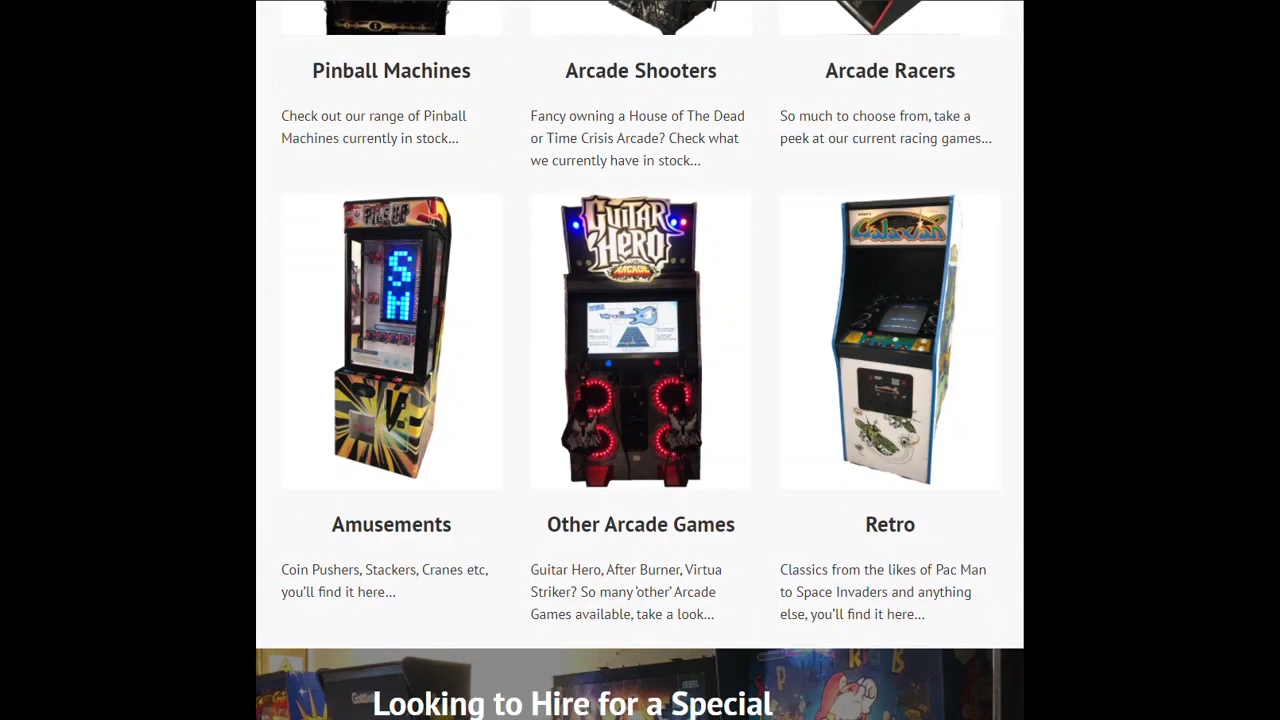 Pinball Machines
Arcade Shooters
Arcade Racers
Check out our range of Pinball
Machines currently in stock...
Fancy owning a House of The Dead
or Time Crisis Arcade? Check what
we currently have in stock...
So much to choose from, take a
peek at our current racing games...
PILE UP
S
GUITAR
HERO
ARCADE
Galaxian
Amusements
Other Arcade Games
Retro
Coin Pushers, Stackers, Cranes etc,
you’ll find it here...
Guitar Hero, After Burner, Virtua
Striker? So many ‘other’ Arcade
Games available, take a look...
Classics from the likes of Pac Man
to Space Invaders and anything
else, you’ll find it here...
Looking to Hire for a Special